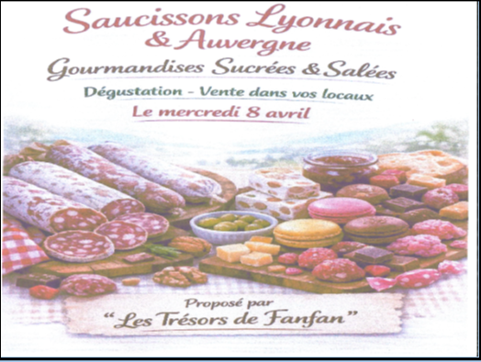 Saucissons Lyonnais
& Auvergne
Gourmandises Sucrées & Salées
Dégustation - Vente dans vos locaux
Le mercredi 8 avril
Proposé par
"Les Trésors de Fanfan"